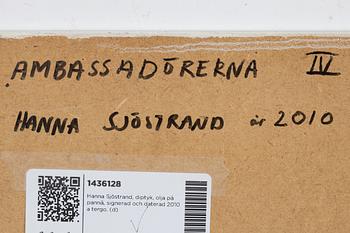 AMBASSADÖRERNA IV
HANNA SJÖSTRAND år 2010
1436128
Hanna Sjöstrand, diptyk, olja på
pannå, signerad och daterad 2010
a tergo. (d)